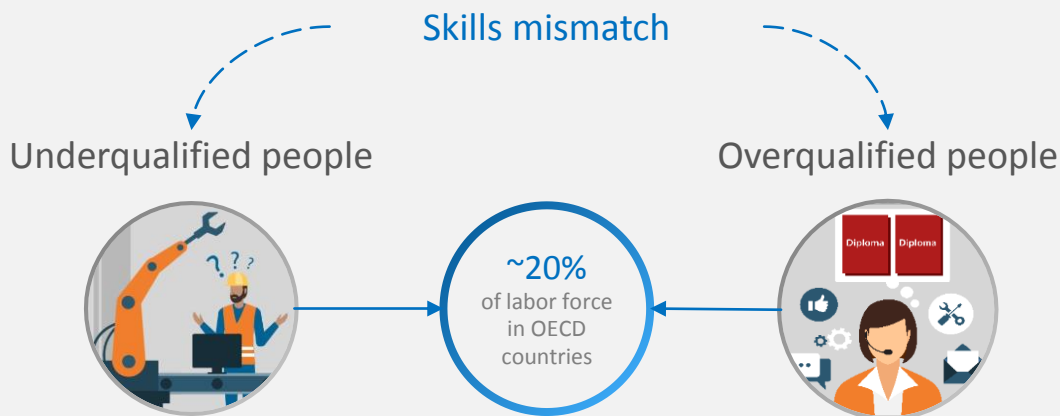 Skills mismatch
Underqualified people
Overqualified people
Diploma
Diploma
? ? ?
~20%
of labor force
in OECD
countries